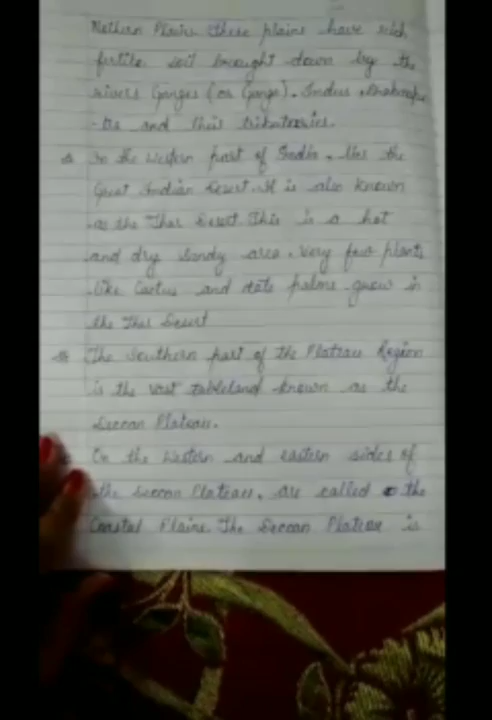 Nothern Plains. These plains have rich
fertile soil brought down by the
rivers Ganges (or Ganga). Indus
-tra and their tributaries.
In the Western part of India. lies the
Great Indian Desert. It is also known
as the Thar Desert. This is a hot
and dry sandy area. Very few plants
like Cactus and date palms grow in
the Thar Desert
The Southern part of the Plateau Region
is the vast tableland known as the
Deccan Plateau.
On the Western and eastern sides of
the Deccan Plateau. are called the
Coastal Plains. The Deccan Plateau is